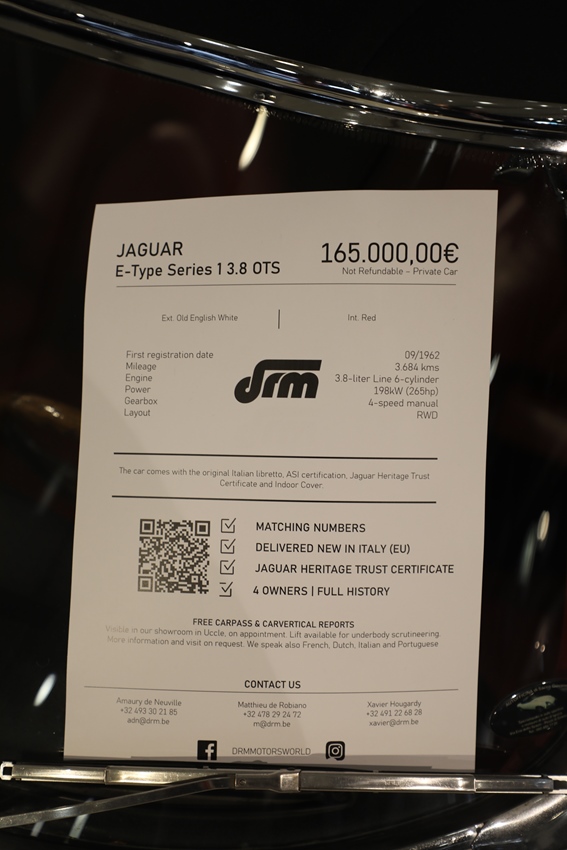 JAGUAR
E-Type Series 1 3.8 OTS
165.000,00€
Not Refundable – Private Car
Ext. Old English White
Int. Red
First registration date 09/1962
Mileage 3.684 kms
Engine 3.8-liter Line 6-cylinder
Power 198kW (265hp)
Gearbox 4-speed manual
Layout RWD
drm
The car comes with the original Italian libretto, ASI certification, Jaguar Heritage Trust
Certificate and Indoor Cover.
MATCHING NUMBERS
DELIVERED NEW IN ITALY (EU)
JAGUAR HERITAGE TRUST CERTIFICATE
4 OWNERS | FULL HISTORY
FREE CARPASS & CARVERTICAL REPORTS
Visible in our showroom in Uccle, on appointment. Lift available for underbody scrutineering.
More information and visit on request. We speak also French, Dutch, Italian and Portuguese
CONTACT US
Amaury de Neuville
+32 493 30 21 85
adn@drm.be
Matthieu de Robiano
+32 478 29 24 72
m@drm.be
Xavier Hougardy
+32 491 22 68 28
xavier@drm.be
DRMMOTORSWORLD